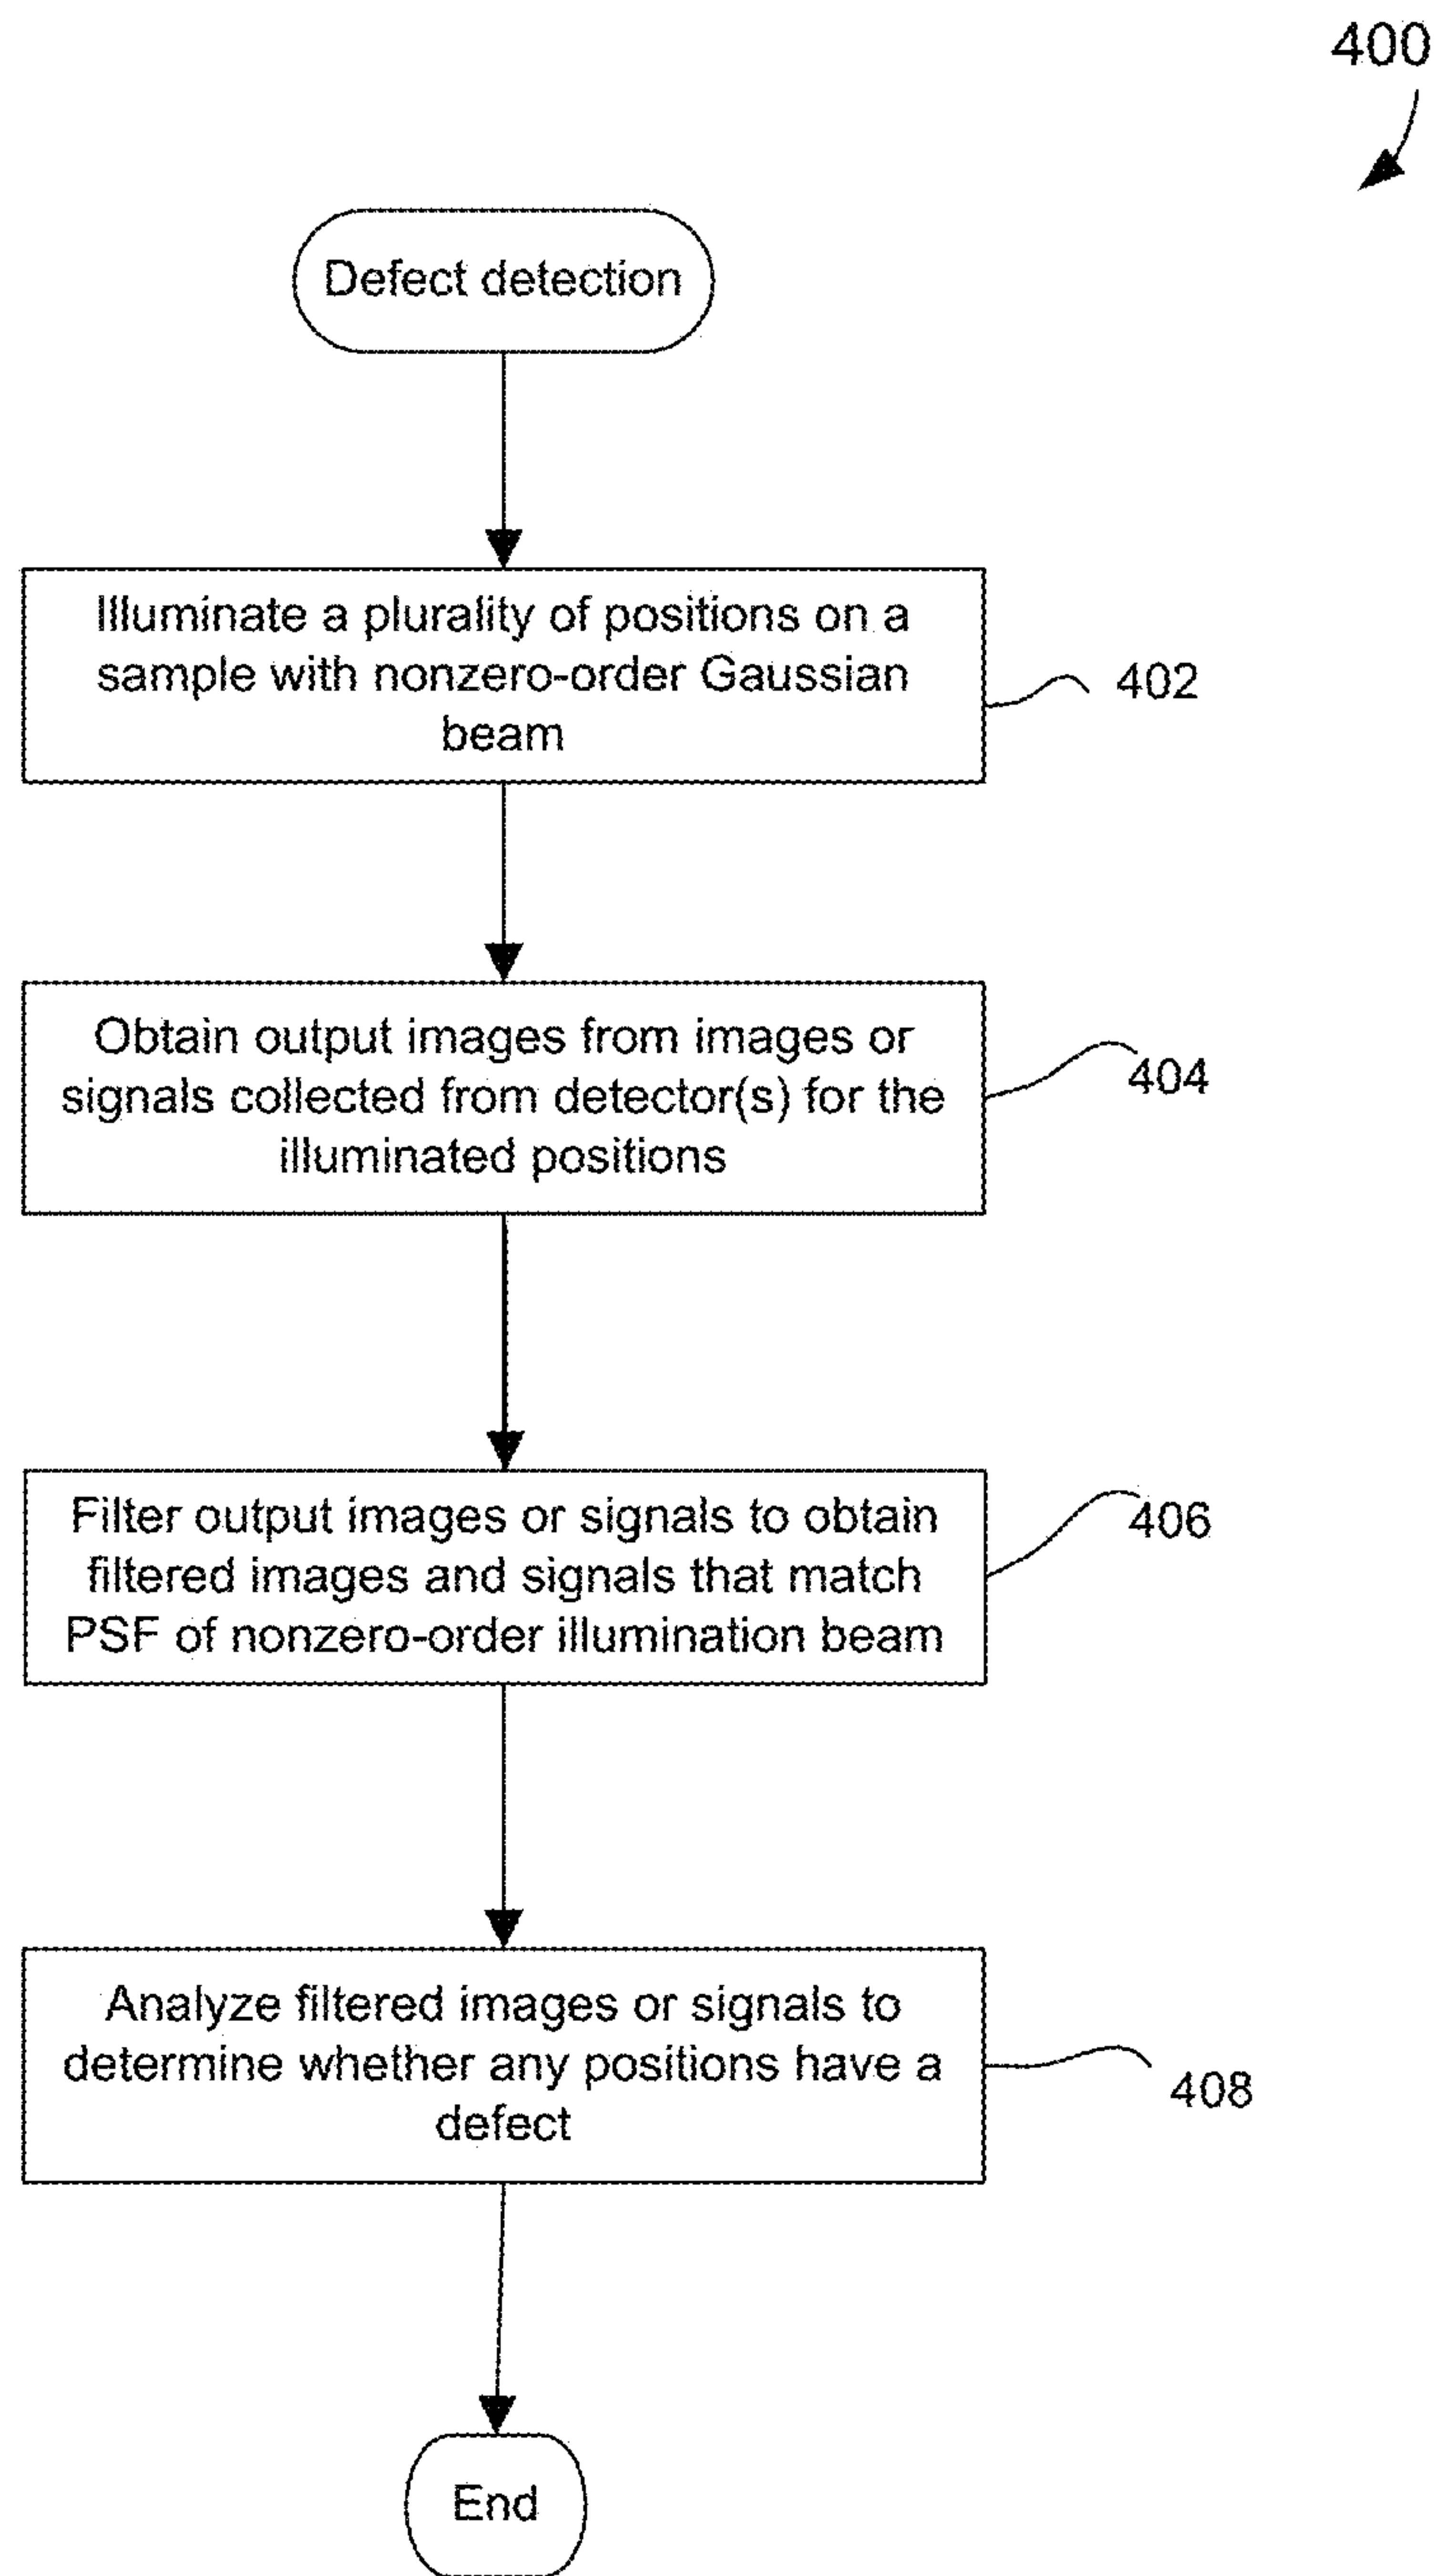 400
Defect detection
Illuminate a plurality of positions on a
sample with nonzero-order Gaussian
beam
402
Obtain output images from images or
signals collected from detector(s) for the
illuminated positions
404
Filter output images or signals to obtain
filtered images and signals that match
PSF of nonzero-order illumination beam
406
Analyze filtered images or signals to
determine whether any positions have a
defect
408
End